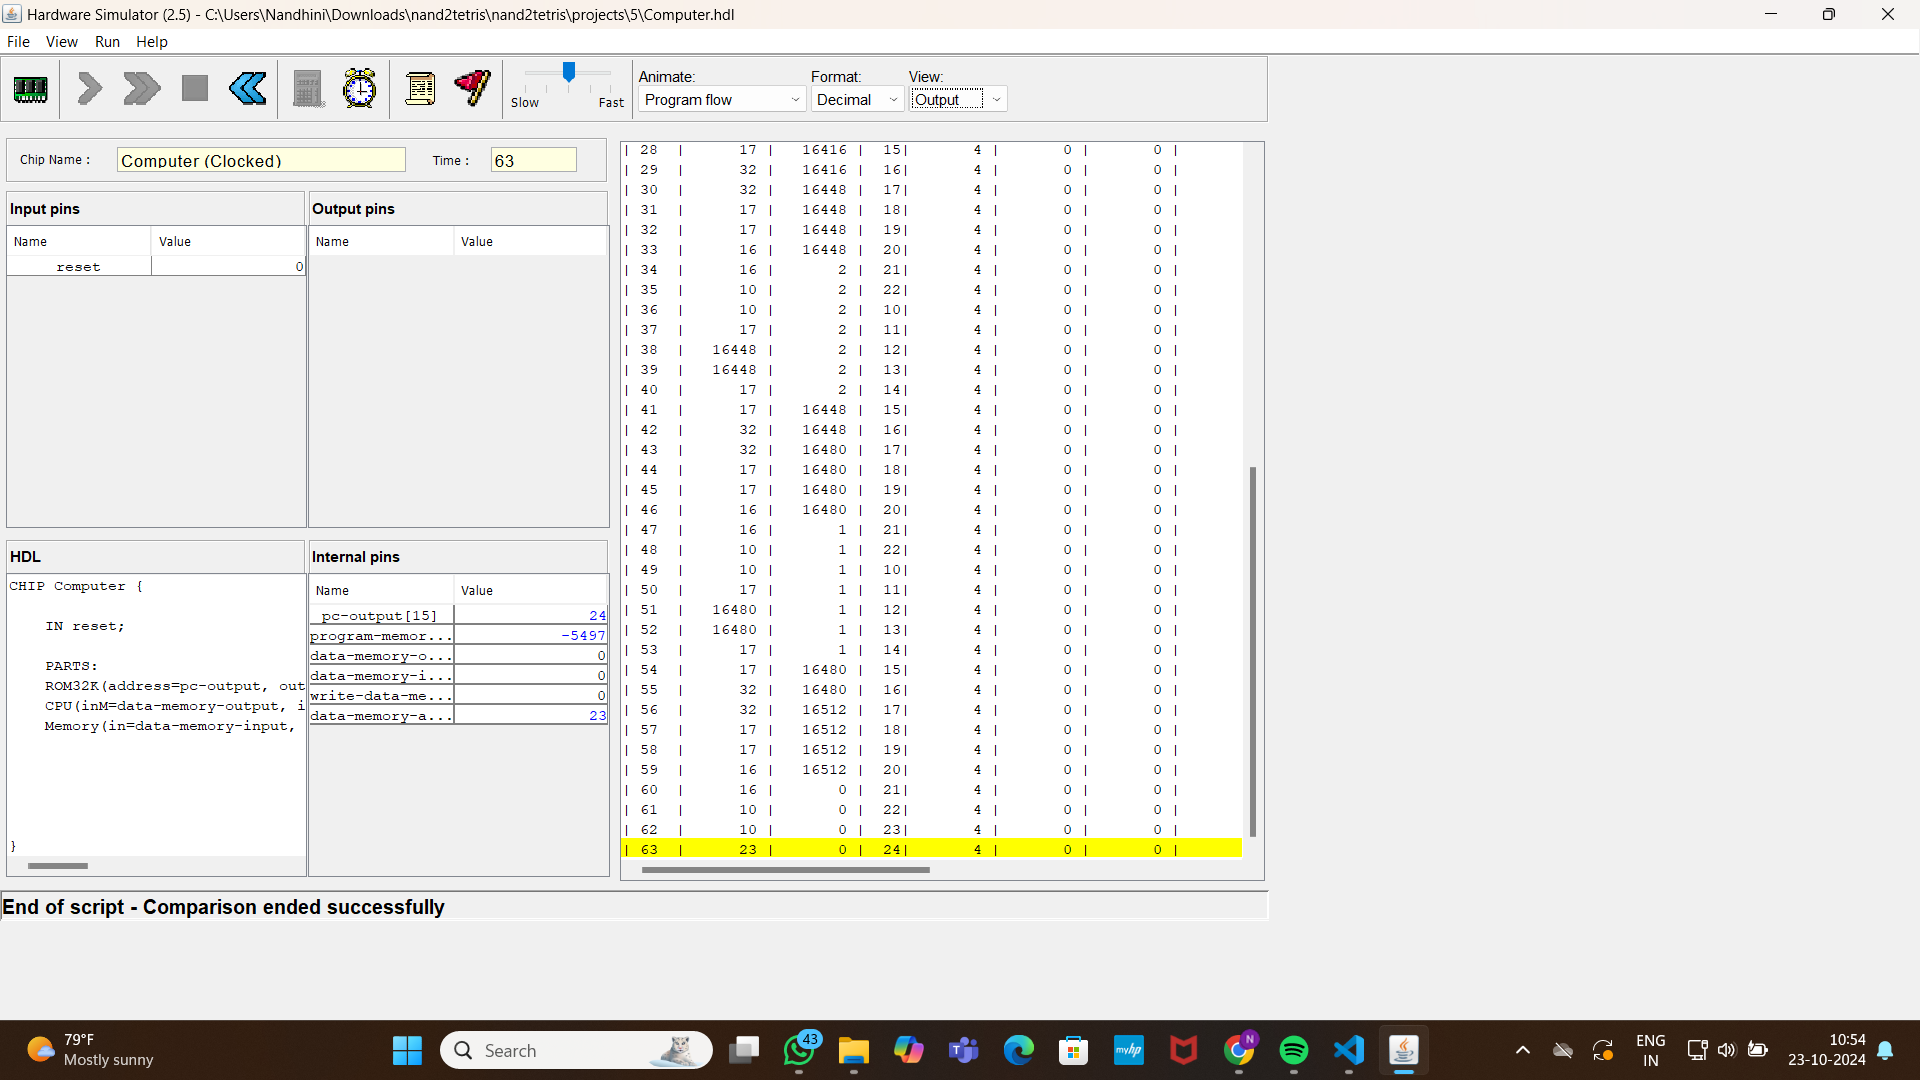 Hardware Simulator (2.5) - C:\Users\Nandhini\Downloads\nand2tetris\nand2tetris\projects\5\Computer.hdl
File View Run Help
Animate: Format: View:
Slow Fast Program flow Decimal Output
Chip Name : Computer (Clocked) Time : 63
Input pins
Name Value
reset 0
Output pins
Name Value
HDL
CHIP Computer {
IN reset;
PARTS:
ROM32K(address=pc-output, out
CPU(inM=data-memory-output, i
Memory(in=data-memory-input,
}
Internal pins
Name Value
pc-output[15] 24
program-memor... -5497
data-memory-o... 0
data-memory-i... 0
write-data-me... 0
data-memory-a... 23
| 28 | 17 | 16416 | 15| 4 | 0 | 0 |
| 29 | 32 | 16416 | 16| 4 | 0 | 0 |
| 30 | 32 | 16448 | 17| 4 | 0 | 0 |
| 31 | 17 | 16448 | 18| 4 | 0 | 0 |
| 32 | 17 | 16448 | 19| 4 | 0 | 0 |
| 33 | 16 | 16448 | 20| 4 | 0 | 0 |
| 34 | 16 | 2 | 21| 4 | 0 | 0 |
| 35 | 10 | 2 | 22| 4 | 0 | 0 |
| 36 | 10 | 2 | 10| 4 | 0 | 0 |
| 37 | 17 | 2 | 11| 4 | 0 | 0 |
| 38 | 16448 | 2 | 12| 4 | 0 | 0 |
| 39 | 16448 | 2 | 13| 4 | 0 | 0 |
| 40 | 17 | 2 | 14| 4 | 0 | 0 |
| 41 | 17 | 16448 | 15| 4 | 0 | 0 |
| 42 | 32 | 16448 | 16| 4 | 0 | 0 |
| 43 | 32 | 16480 | 17| 4 | 0 | 0 |
| 44 | 17 | 16480 | 18| 4 | 0 | 0 |
| 45 | 17 | 16480 | 19| 4 | 0 | 0 |
| 46 | 16 | 16480 | 20| 4 | 0 | 0 |
| 47 | 16 | 1 | 21| 4 | 0 | 0 |
| 48 | 10 | 1 | 22| 4 | 0 | 0 |
| 49 | 10 | 1 | 10| 4 | 0 | 0 |
| 50 | 17 | 1 | 11| 4 | 0 | 0 |
| 51 | 16480 | 1 | 12| 4 | 0 | 0 |
| 52 | 16480 | 1 | 13| 4 | 0 | 0 |
| 53 | 17 | 1 | 14| 4 | 0 | 0 |
| 54 | 17 | 16480 | 15| 4 | 0 | 0 |
| 55 | 32 | 16480 | 16| 4 | 0 | 0 |
| 56 | 32 | 16512 | 17| 4 | 0 | 0 |
| 57 | 17 | 16512 | 18| 4 | 0 | 0 |
| 58 | 17 | 16512 | 19| 4 | 0 | 0 |
| 59 | 16 | 16512 | 20| 4 | 0 | 0 |
| 60 | 16 | 0 | 21| 4 | 0 | 0 |
| 61 | 10 | 0 | 22| 4 | 0 | 0 |
| 62 | 10 | 0 | 23| 4 | 0 | 0 |
| 63 | 23 | 0 | 24| 4 | 0 | 0 |
End of script - Comparison ended successfully
79°F
Mostly sunny
Search
43
myhp
N
ENG
IN
10:54
23-10-2024